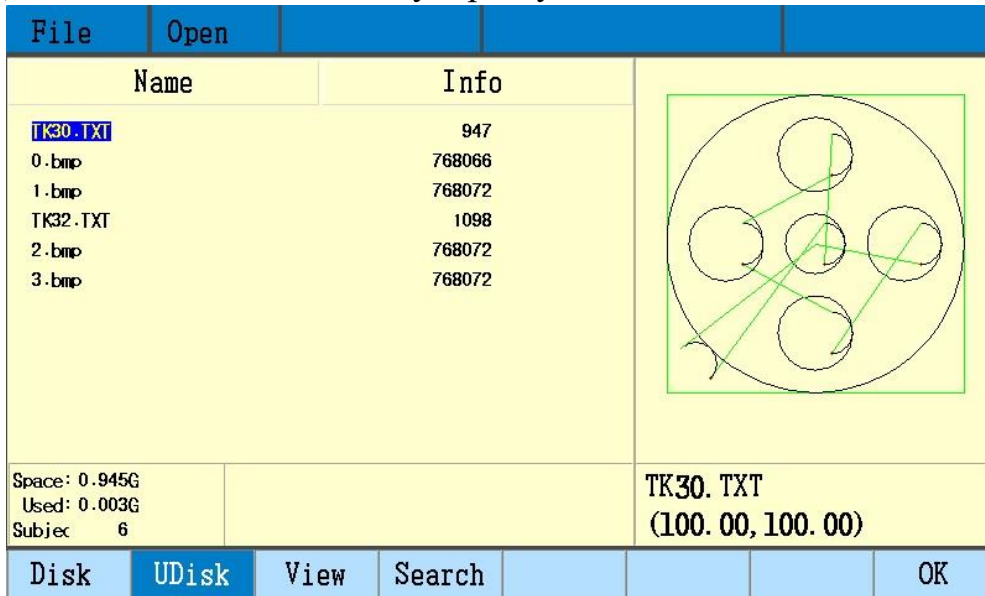 File Open
Name Info
TK30.TXT 947
0.bmp 768066
1.bmp 768072
TK32.TXT 1098
2.bmp 768072
3.bmp 768072
Space: 0.945G
Used: 0.003G
Subjec 6
TK30.TXT
(100.00, 100.00)
Disk UDisk View Search OK